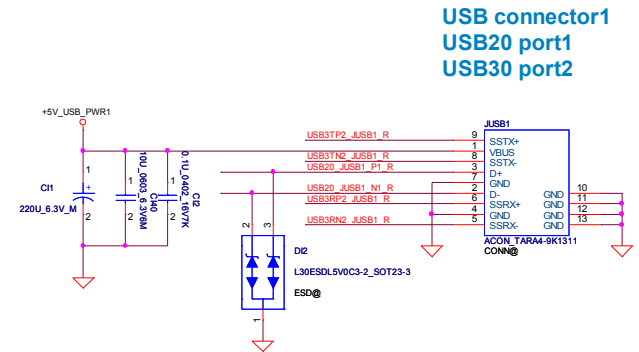 USB connector1
USB20 port1
USB30 port2
+5V_USB_PWR1
JUSB1
USB3TP2_JUSB1_R 9 SSTX+
1 VBUS
USB3TN2_JUSB1_R 8 SSTX-
USB20_JUSB1_P1_R 3 D+
7 GND
USB20_JUSB1_N1_R 2 D- GND 10
USB3RP2_JUSB1_R 6 SSRX+ GND 11
4 GND GND 12
USB3RN2_JUSB1_R 5 SSRX- GND 13
ACON_TARA4-9K1311
CONN@
1
CI1
+
220U_6.3V_M
2
1
10U_0603_6.3V6M
CI40
2
1
0.1U_0402_16V7K
CI2
2
2
3
DI2
L30ESDL5V0C3-2_SOT23-3
ESD@
1